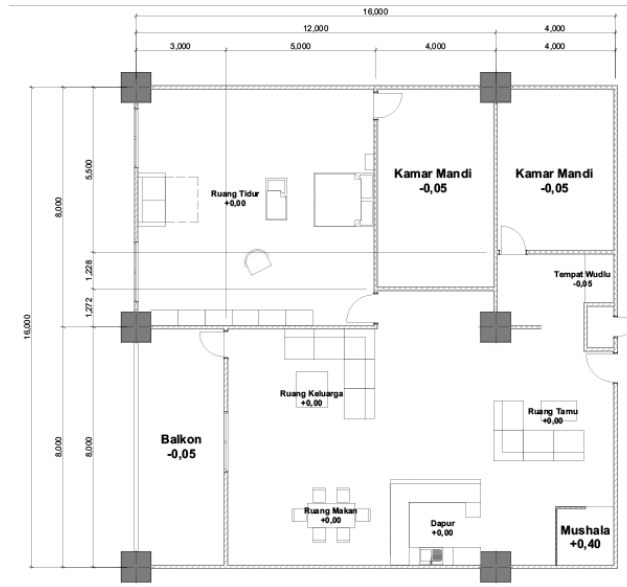 16,000
12,000
4,000
3,000
5,000
4,000
4,000
16,000
8,000
5,500
1,228
1,272
8,000
8,000
Ruang Tidur
+0,00
Kamar Mandi
-0,05
Kamar Mandi
-0,05
Tempat Wudlu
-0,05
Ruang Keluarga
+0,00
Ruang Tamu
+0,00
Balkon
-0,05
Ruang Makan
+0,00
Dapur
+0,00
Mushala
+0,40